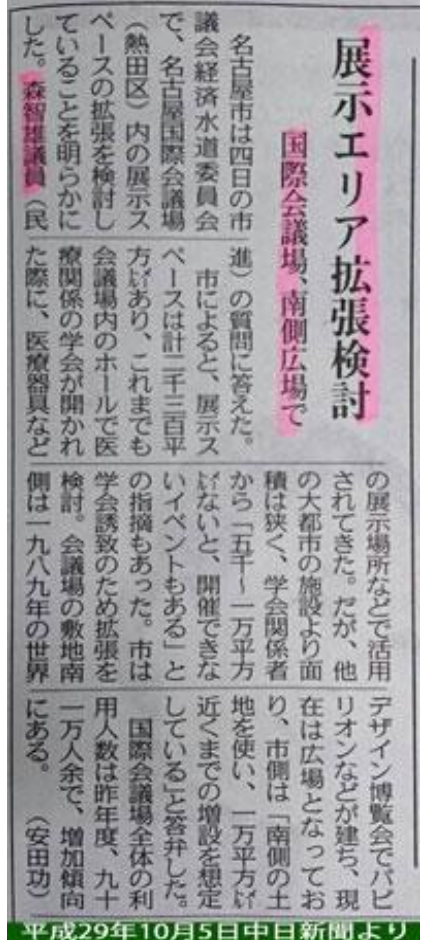 展示エリア拡張検討
国際会議場、南側広場で
名古屋市は四日の市
議会経済水道委員会
で、名古屋国際会議場
（熱田区）内の展示ス
ペースの拡張を検討し
ていることを明らかに
した。森智雄議員（民
進）の質問に答えた。
市によると、展示ス
ペースは計二千三百平
方㍍あり、これまでも
会議場内のホールで医
療関係の学会が開かれ
た際に、医療器具など
の展示場所などで活用
されてきた。だが、他
の大都市の施設より面
積は狭く、学会関係者
から「五千～一万平方
㍍ないと、開催できな
いイベントもある」と
の指摘もあった。市は
学会誘致のため拡張を
検討。会議場の敷地南
側は一九八九年の世界
デザイン博覧会でパビ
リオンなどが建ち、現
在は広場となってお
り、市側は「南側の土
地を使い、一万平方㍍
近くまでの増設を想定
している」と答弁した。
国際会議場全体の利
用人数は昨年度、九十
一万人余で、増加傾向
にある。（安田功）
平成29年10月5日中日新聞より